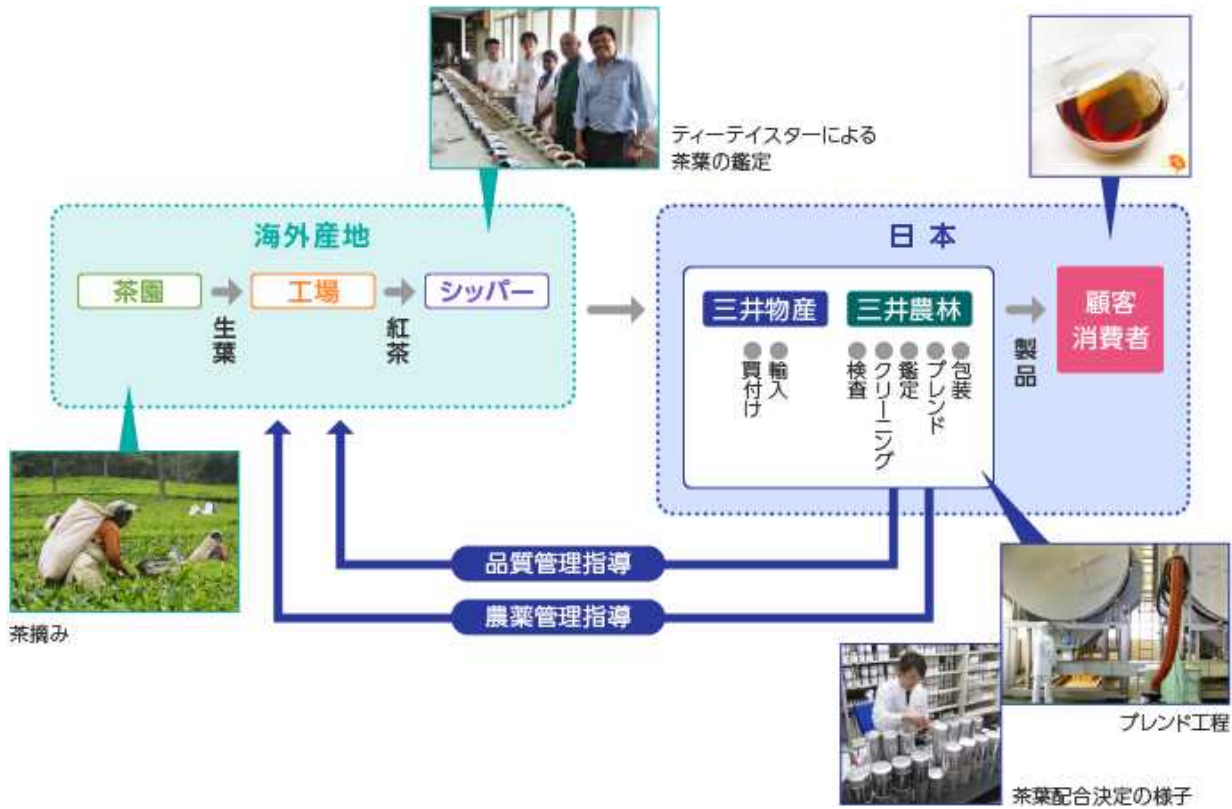 ティーテイスターによる
茶葉の鑑定
海外産地
茶園
生葉
工場
紅茶
シッパー
日本
三井物産
買付け
輸入
三井農林
検査
クリーニング
鑑定
ブレンド
包装
製品
顧客
消費者
茶摘み
品質管理指導
農薬管理指導
ブレンド工程
茶葉配合決定の様子